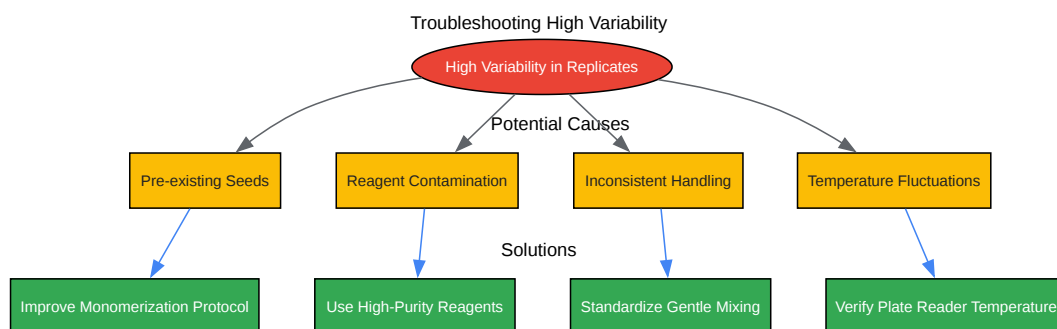 Troubleshooting High Variability
High Variability in Replicates
Potential Causes
Pre-existing Seeds
Reagent Contamination
Inconsistent Handling
Temperature Fluctuations
Solutions
Improve Monomerization Protocol
Use High-Purity Reagents
Standardize Gentle Mixing
Verify Plate Reader Temperature